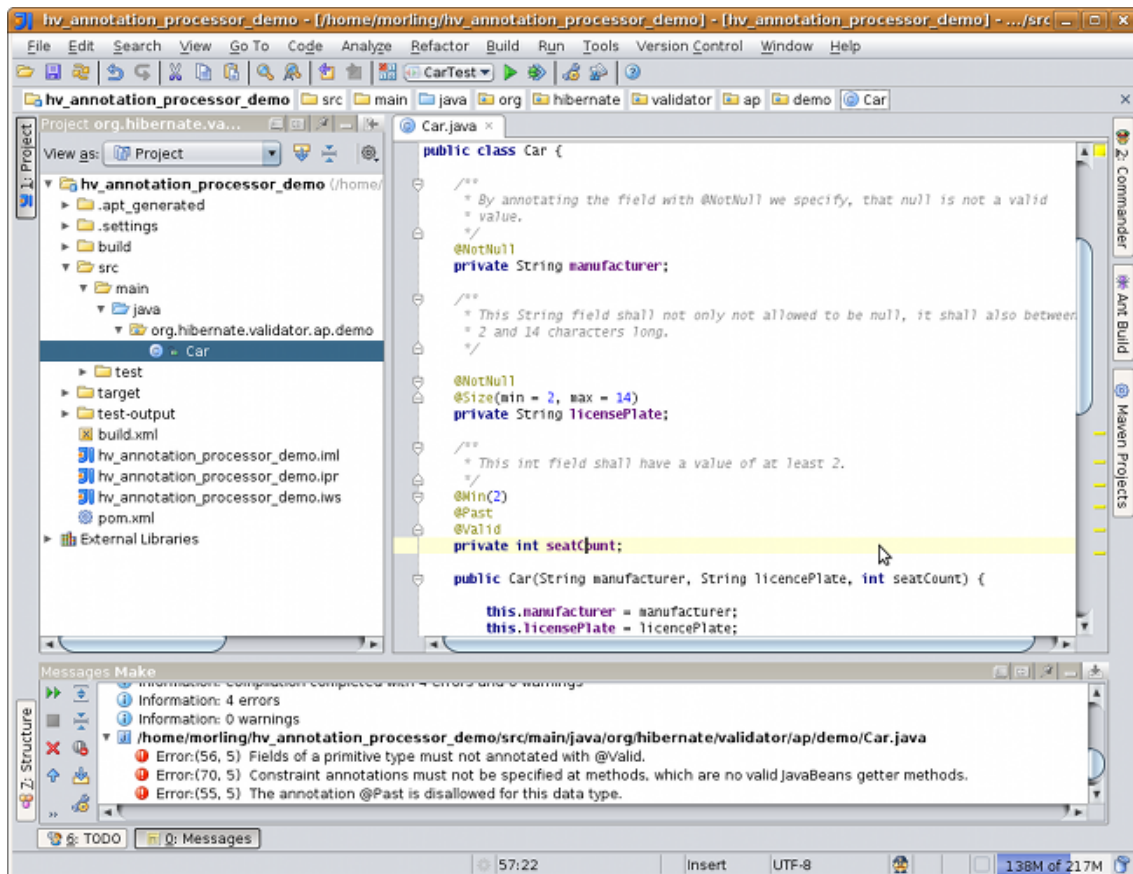 hv_annotation_processor_demo - [/home/morling/hv_annotation_processor_demo] - [hv_annotation_processor_demo] - .../src
File Edit Search View Go To Code Analyze Refactor Build Run Tools Version Control Window Help
CarTest
hv_annotation_processor_demo src main java org hibernate validator ap demo Car
1: Project
Project org.hibernate.va...
View as: Project
hv_annotation_processor_demo (/home/
.apt_generated
.settings
build
src
main
java
org.hibernate.validator.ap.demo
Car
test
target
test-output
build.xml
hv_annotation_processor_demo.iml
hv_annotation_processor_demo.ipr
hv_annotation_processor_demo.iws
pom.xml
External Libraries
Car.java
public class Car {
/**
* By annotating the field with @NotNull we specify, that null is not a valid
* value.
*/
@NotNull
private String manufacturer;
/**
* This String field shall not only not allowed to be null, it shall also between
* 2 and 14 characters long.
*/
@NotNull
@Size(min = 2, max = 14)
private String licensePlate;
/**
* This int field shall have a value of at least 2.
*/
@Min(2)
@Past
@Valid
private int seatCount;
public Car(String manufacturer, String licencePlate, int seatCount) {
this.manufacturer = manufacturer;
this.licensePlate = licencePlate;
2: Commander
Ant Build
Maven Projects
Messages Make
Information: Compilation completed with 4 errors and 0 warnings
Information: 4 errors
Information: 0 warnings
/home/morling/hv_annotation_processor_demo/src/main/java/org/hibernate/validator/ap/demo/Car.java
Error:(56, 5) Fields of a primitive type must not annotated with @Valid.
Error:(70, 5) Constraint annotations must not be specified at methods, which are no valid JavaBeans getter methods.
Error:(55, 5) The annotation @Past is disallowed for this data type.
7: Structure
6: TODO
0: Messages
57:22 Insert UTF-8 138M of 217M